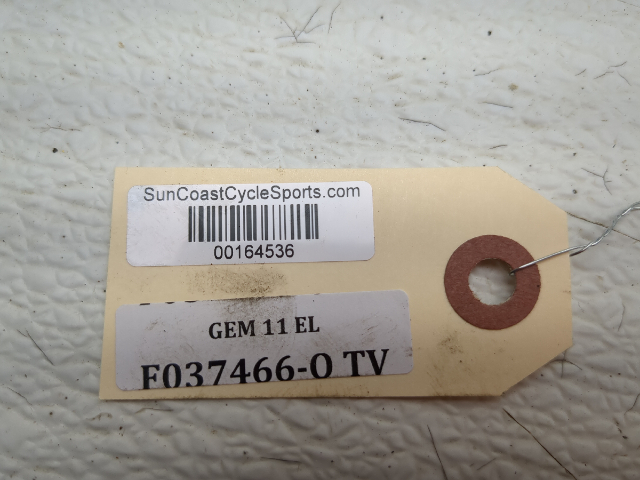 SunCoastCycleSports.com
00164536
GEM 11 EL
F037466-O TV